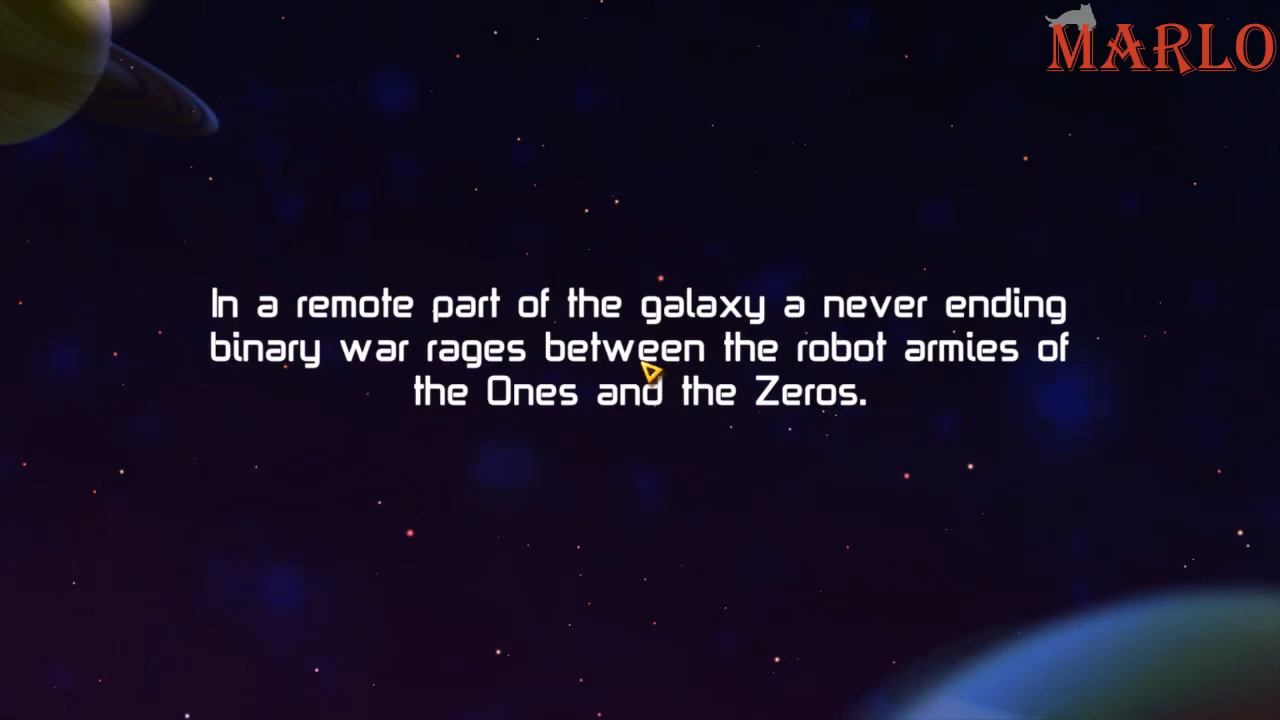 MARLO
In a remote part of the galaxy a never ending
binary war rages between the robot armies of
the Ones and the Zeros.